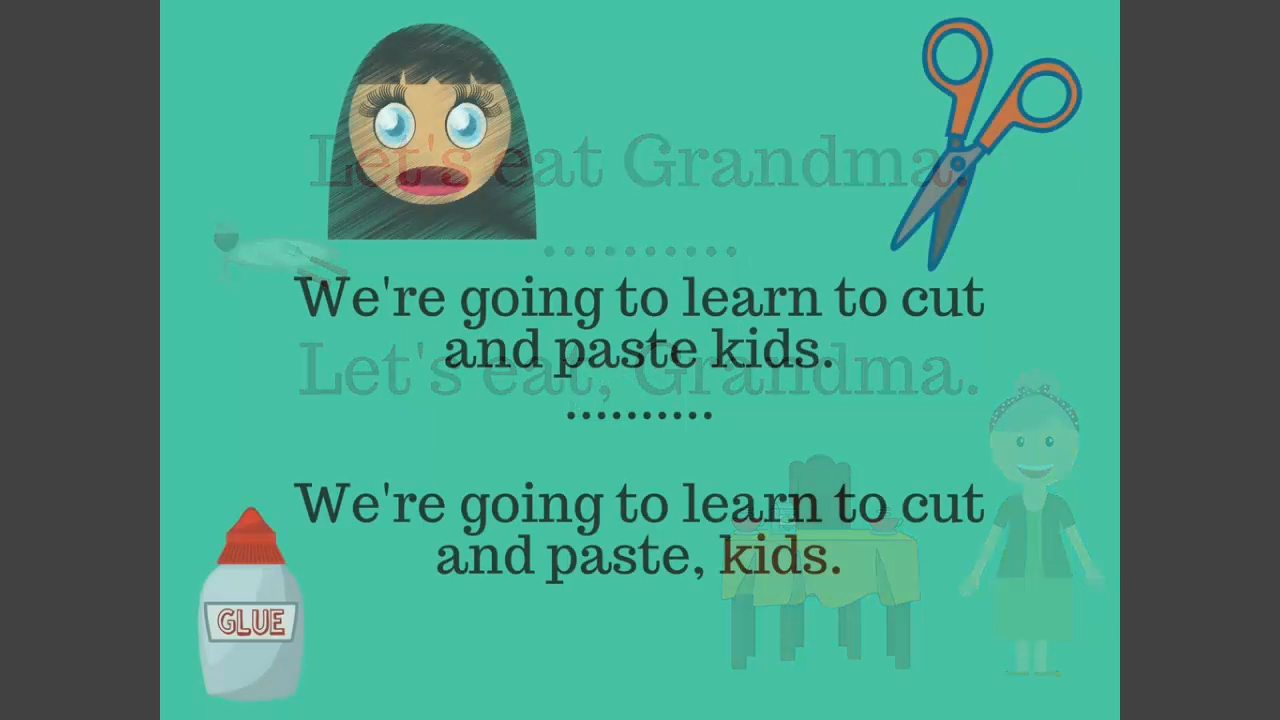 Let's eat Grandma.
We're going to learn to cut
and paste kids.
Let's eat, Grandma.
We're going to learn to cut
and paste, kids.
GLUE